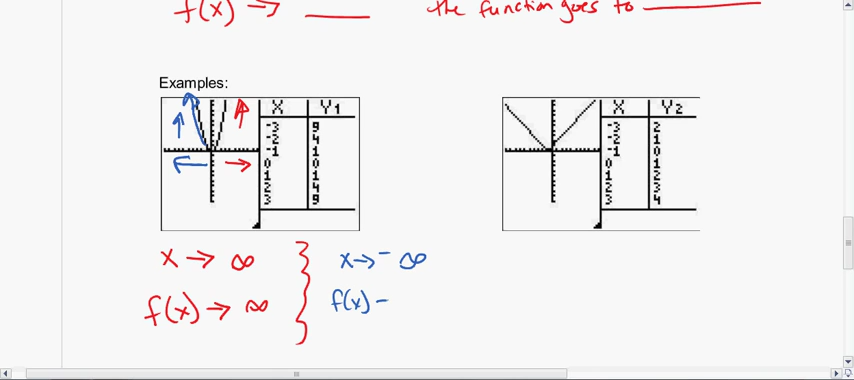 f(x) → ____ the function goes to ____
Examples:
X Y1
-3 9
-2 4
-1 1
0 0
1 1
2 4
3 9
X Y2
-3 2
-2 1
-1 0
0 1
1 2
2 3
3 4
x → ∞
f(x) → ∞
x → -∞
f(x) -